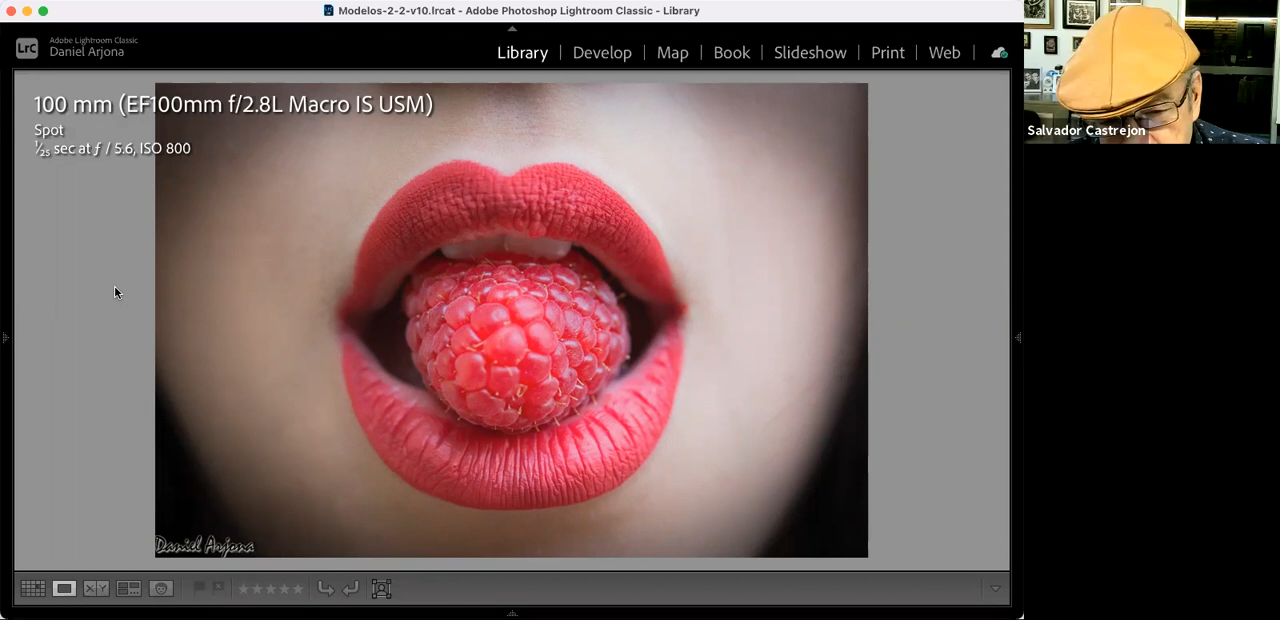 Modelos-2-2-v10.lrcat - Adobe Photoshop Lightroom Classic - Library
LrC
Adobe Lightroom Classic
Daniel Arjona
Library | Develop | Map | Book | Slideshow | Print | Web |
100 mm (EF100mm f/2.8L Macro IS USM)
Spot
1/25 sec at ƒ / 5.6, ISO 800
Salvador Castrejon
Daniel Arjona
X Y